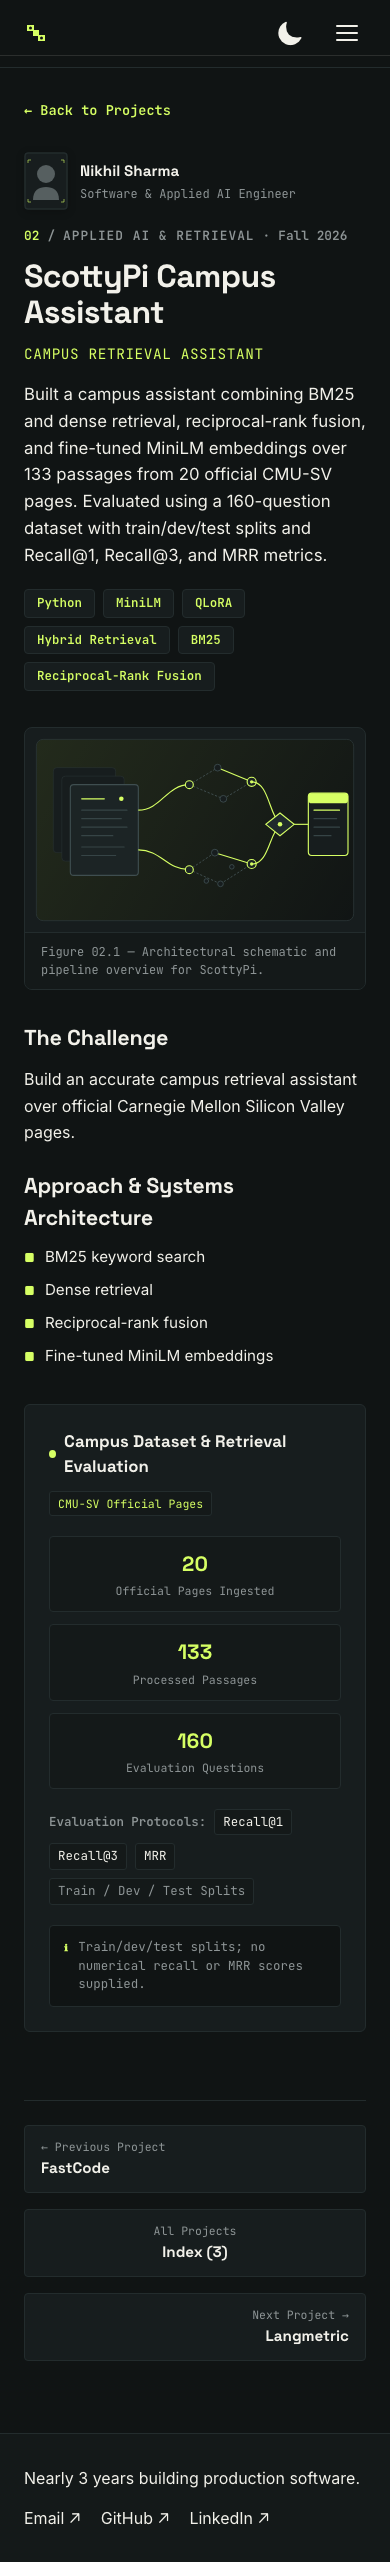 ← Back to Projects
Nikhil Sharma
Software & Applied AI Engineer
02 / APPLIED AI & RETRIEVAL · Fall 2026
ScottyPi Campus
Assistant
CAMPUS RETRIEVAL ASSISTANT
Built a campus assistant combining BM25
and dense retrieval, reciprocal-rank fusion,
and fine-tuned MiniLM embeddings over
133 passages from 20 official CMU-SV
pages. Evaluated using a 160-question
dataset with train/dev/test splits and
Recall@1, Recall@3, and MRR metrics.
Python MiniLM QLoRA
Hybrid Retrieval BM25
Reciprocal-Rank Fusion
Figure 02.1 — Architectural schematic and
pipeline overview for ScottyPi.
The Challenge
Build an accurate campus retrieval assistant
over official Carnegie Mellon Silicon Valley
pages.
Approach & Systems
Architecture
BM25 keyword search
Dense retrieval
Reciprocal-rank fusion
Fine-tuned MiniLM embeddings
Campus Dataset & Retrieval
Evaluation
CMU-SV Official Pages
20
Official Pages Ingested
133
Processed Passages
160
Evaluation Questions
Evaluation Protocols: Recall@1
Recall@3 MRR
Train / Dev / Test Splits
ℹ Train/dev/test splits; no
numerical recall or MRR scores
supplied.
← Previous Project
FastCode
All Projects
Index (3)
Next Project →
Langmetric
Nearly 3 years building production software.
Email ↗ GitHub ↗ LinkedIn ↗